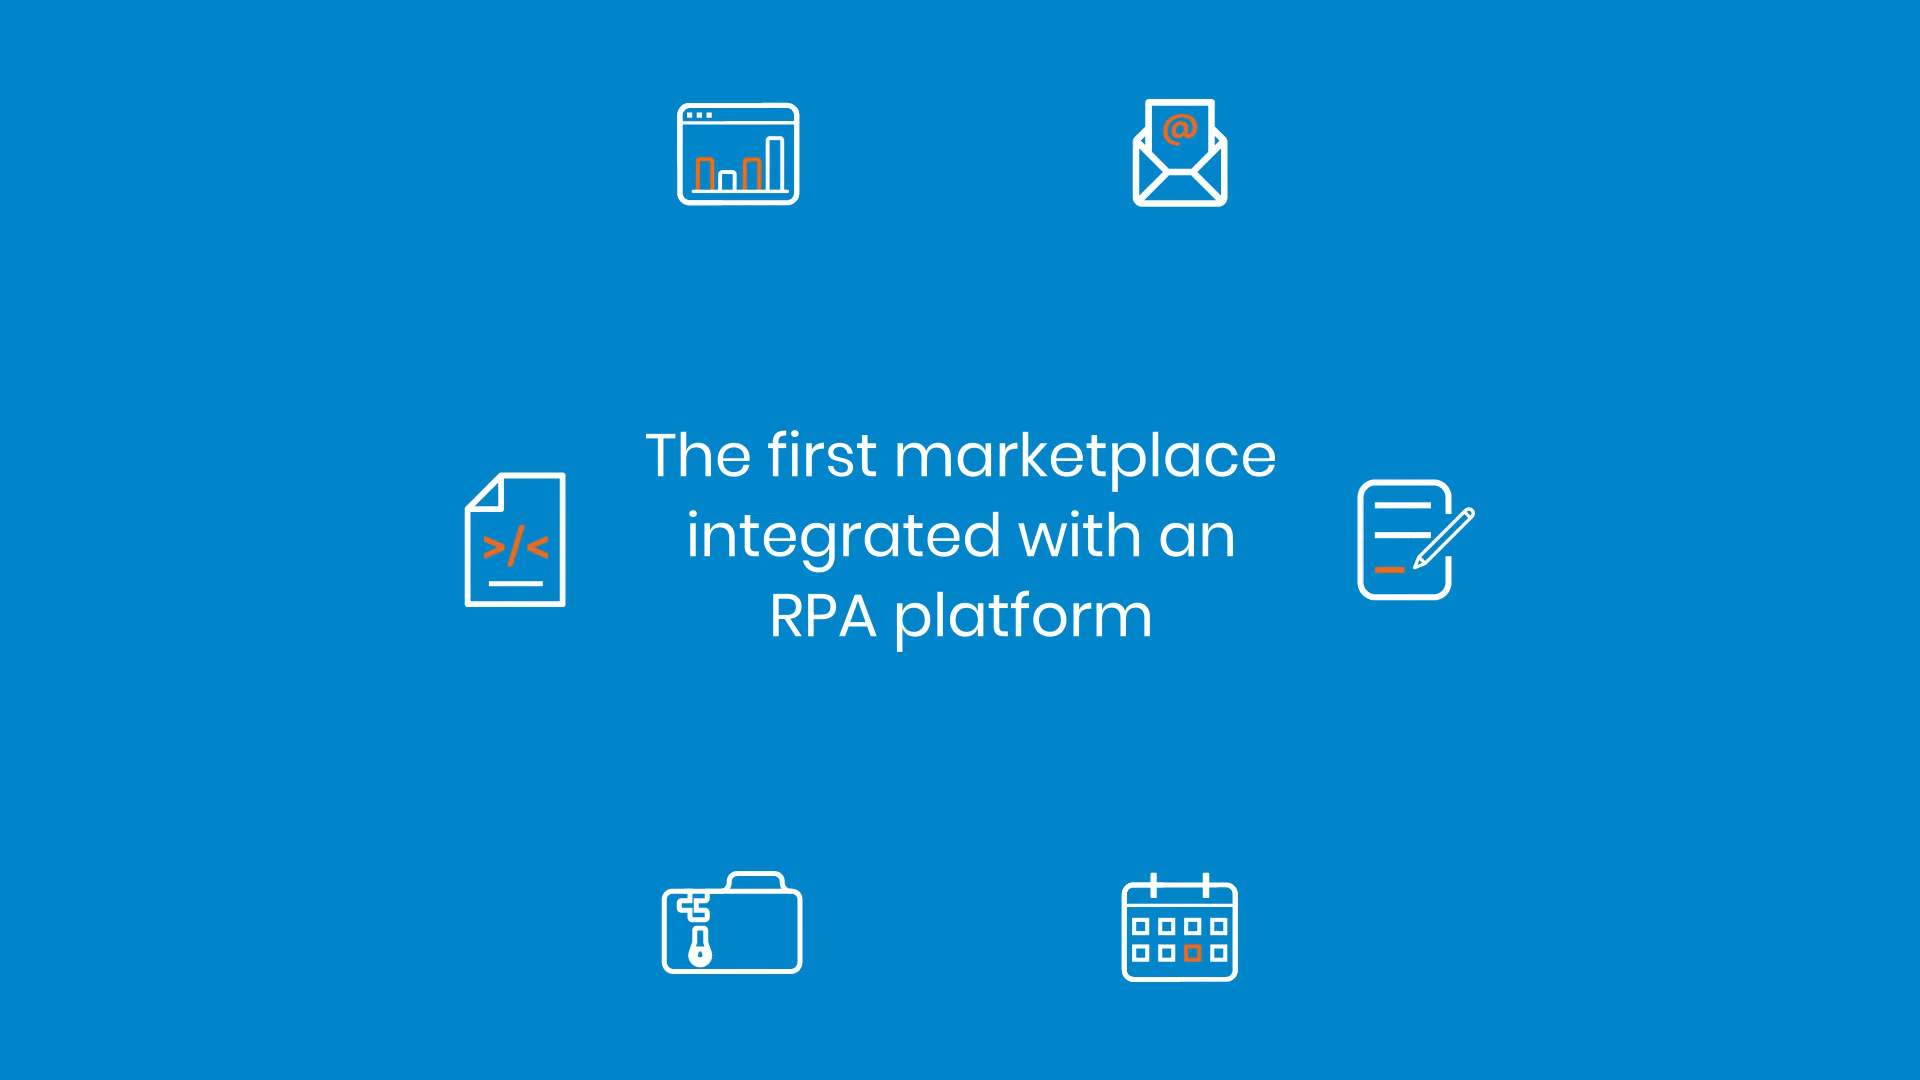 @
The first marketplace
integrated with an
>/<
RPA platform